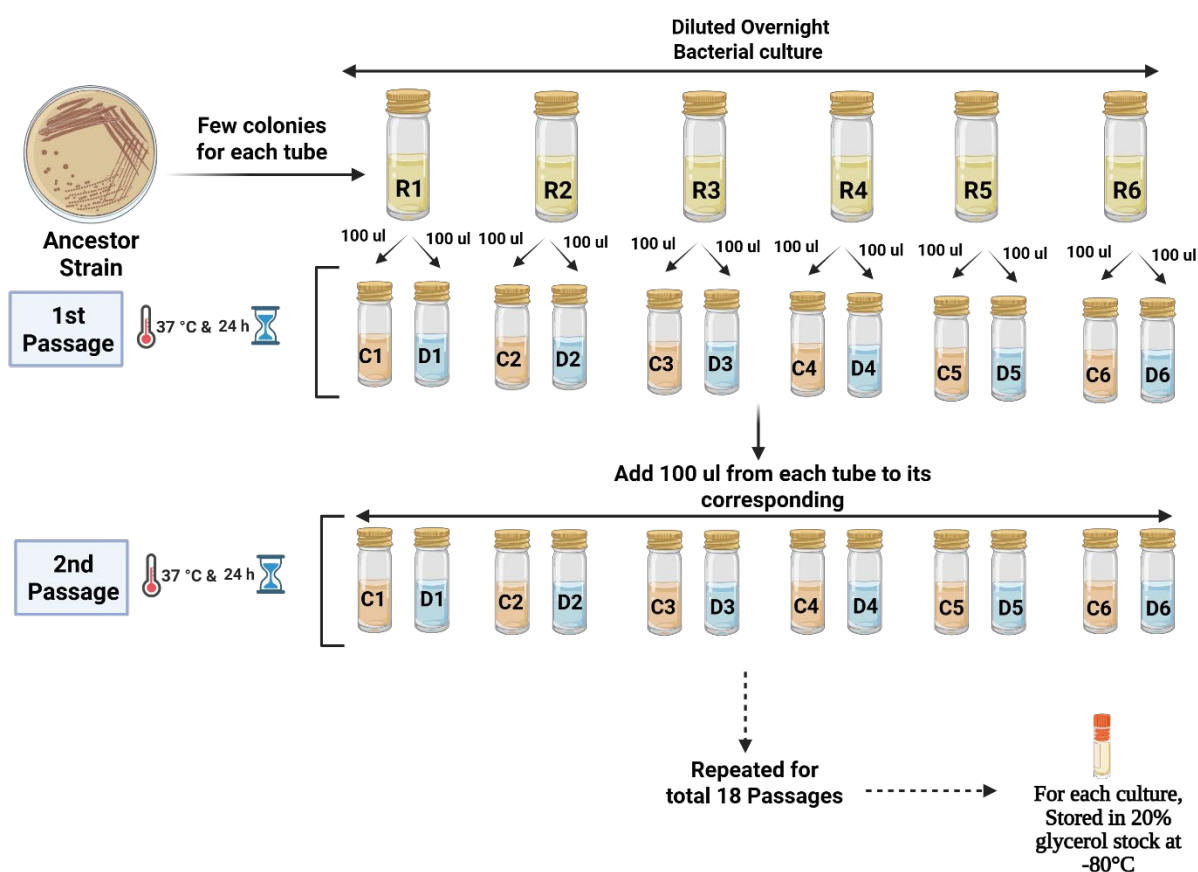 Diluted Overnight
Bacterial culture
Few colonies
for each tube
R1 R2 R3 R4 R5 R6
Ancestor
Strain
100 ul 100 ul 100 ul 100 ul 100 ul 100 ul 100 ul 100 ul 100 ul 100 ul 100 ul 100 ul
1st
Passage
37 °C & 24 h
C1 D1 C2 D2 C3 D3 C4 D4 C5 D5 C6 D6
Add 100 ul from each tube to its
corresponding
2nd
Passage
37 °C & 24 h
C1 D1 C2 D2 C3 D3 C4 D4 C5 D5 C6 D6
Repeated for
total 18 Passages
For each culture,
Stored in 20%
glycerol stock at
-80°C